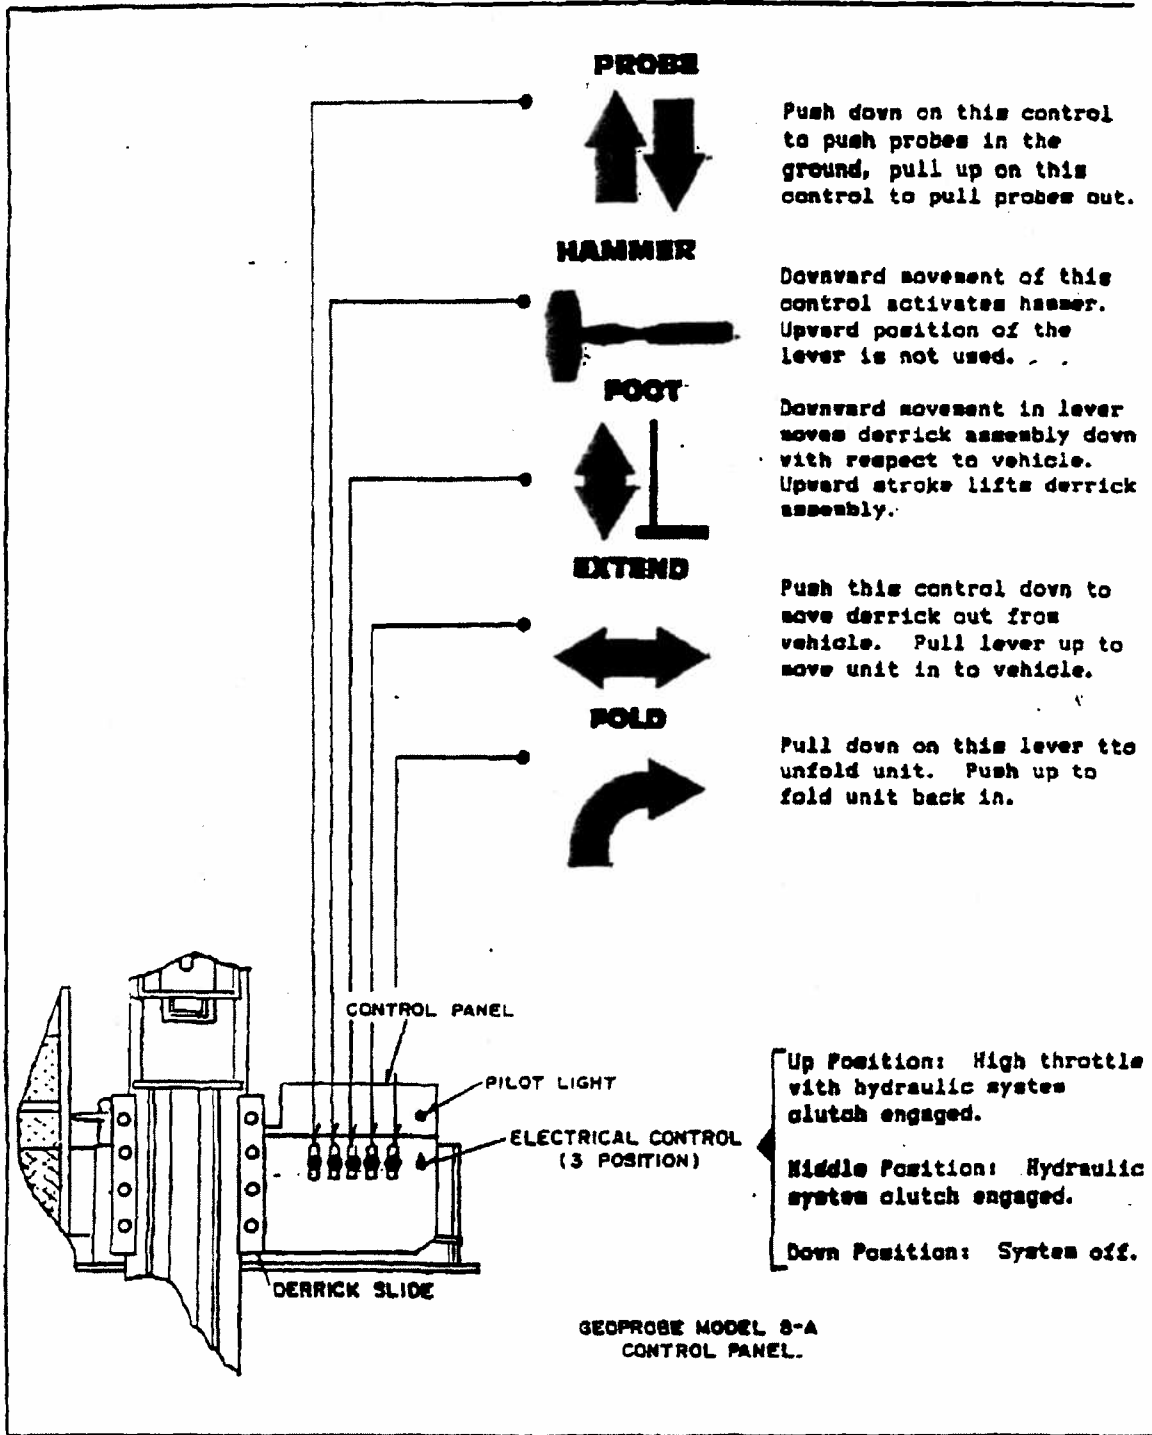 PROBE
Push down on this control
to push probes in the
ground, pull up on this
control to pull probes out.
HAMMER
Downward movement of this
control activates hammer.
Upward position of the
lever is not used.
FOOT
Downward movement in lever
moves derrick assembly down
with respect to vehicle.
Upward stroke lifts derrick
assembly.
EXTEND
Push this control down to
move derrick out from
vehicle. Pull lever up to
move unit in to vehicle.
FOLD
Pull down on this lever tto
unfold unit. Push up to
fold unit back in.
CONTROL PANEL
PILOT LIGHT
ELECTRICAL CONTROL
(3 POSITION)
Up Position: High throttle
with hydraulic system
clutch engaged.
Middle Position: Hydraulic
system clutch engaged.
Down Position: System off.
DERRICK SLIDE
GEOPROBE MODEL 8-A
CONTROL PANEL.